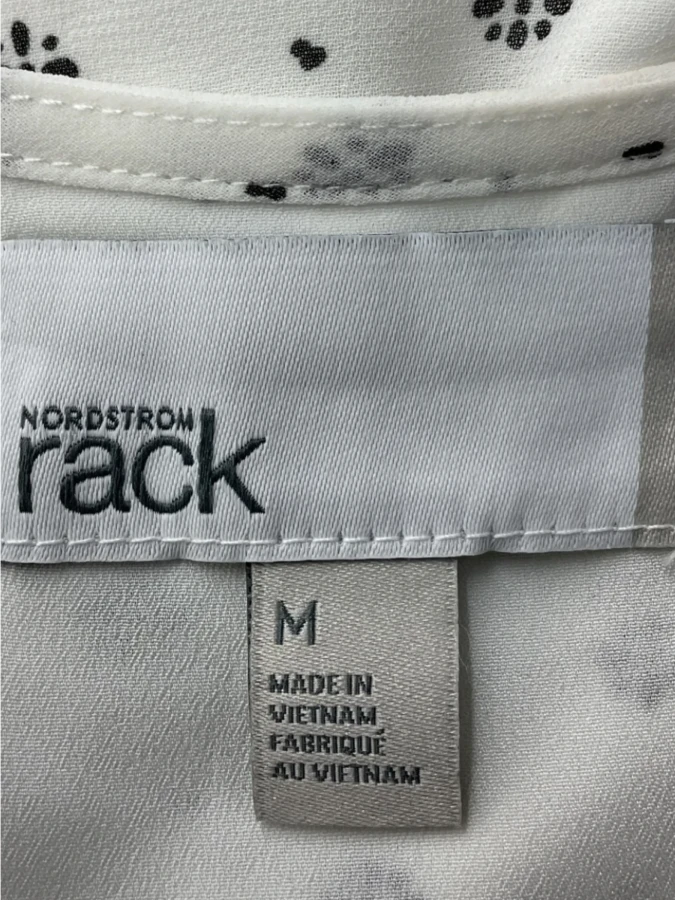 NORDSTROM
rack
M
MADE IN
VIETNAM
FABRIQUÉ
AU VIETNAM